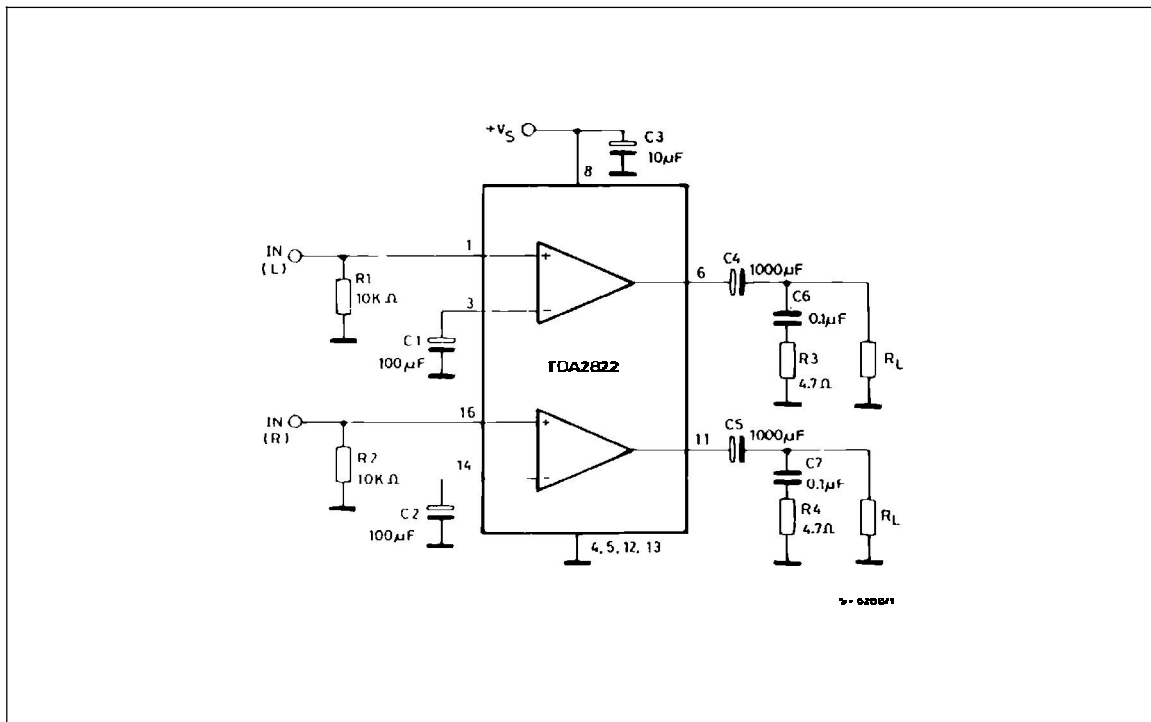 +VS
C3
10µF
8
IN
(L)
1
R1
10KΩ
3
C1
100µF
+
−
6
C4
1000µF
C6
0.1µF
R3
4.7Ω
RL
TDA2822
IN
(R)
16
R2
10KΩ
14
C2
100µF
+
−
11
C5
1000µF
C7
0.1µF
R4
4.7Ω
RL
4, 5, 12, 13